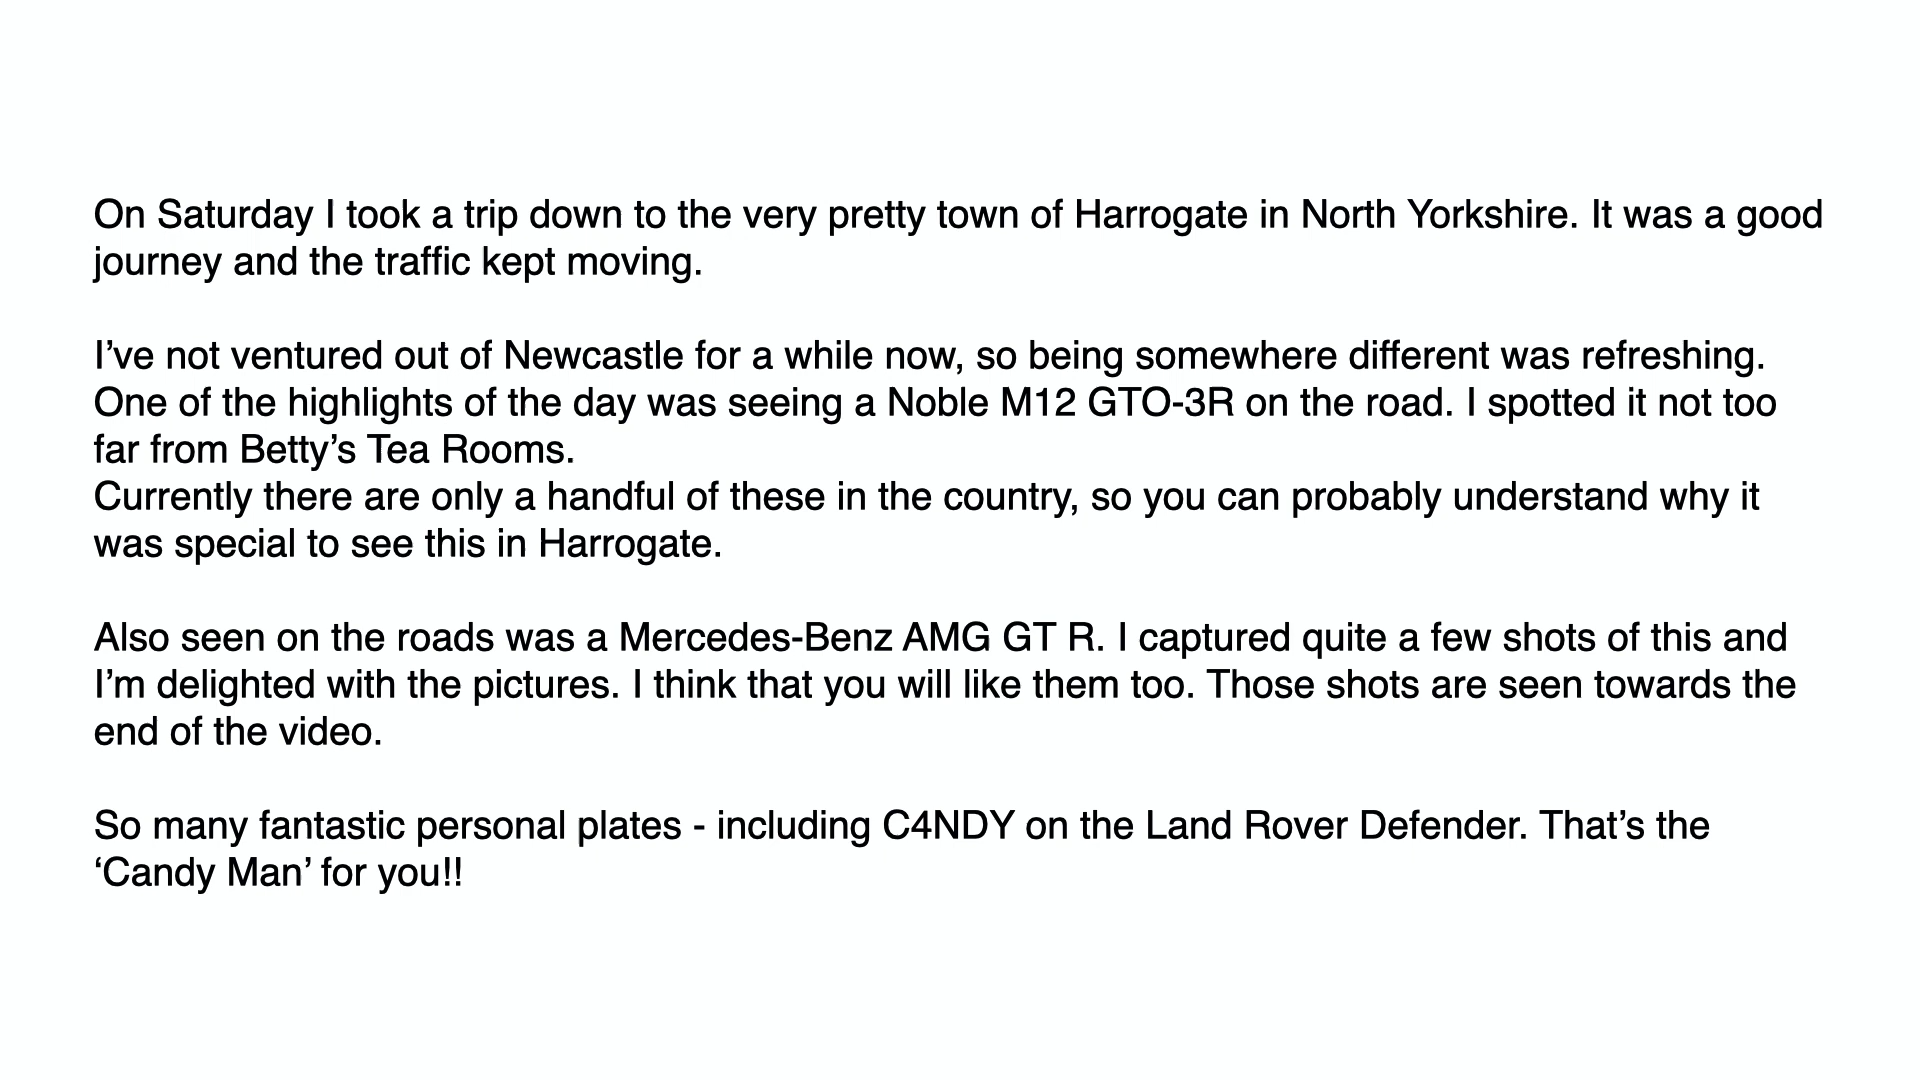 On Saturday I took a trip down to the very pretty town of Harrogate in North Yorkshire. It was a good
journey and the traffic kept moving.
I’ve not ventured out of Newcastle for a while now, so being somewhere different was refreshing.
One of the highlights of the day was seeing a Noble M12 GTO-3R on the road. I spotted it not too
far from Betty’s Tea Rooms.
Currently there are only a handful of these in the country, so you can probably understand why it
was special to see this in Harrogate.
Also seen on the roads was a Mercedes-Benz AMG GT R. I captured quite a few shots of this and
I’m delighted with the pictures. I think that you will like them too. Those shots are seen towards the
end of the video.
So many fantastic personal plates - including C4NDY on the Land Rover Defender. That’s the
‘Candy Man’ for you!!